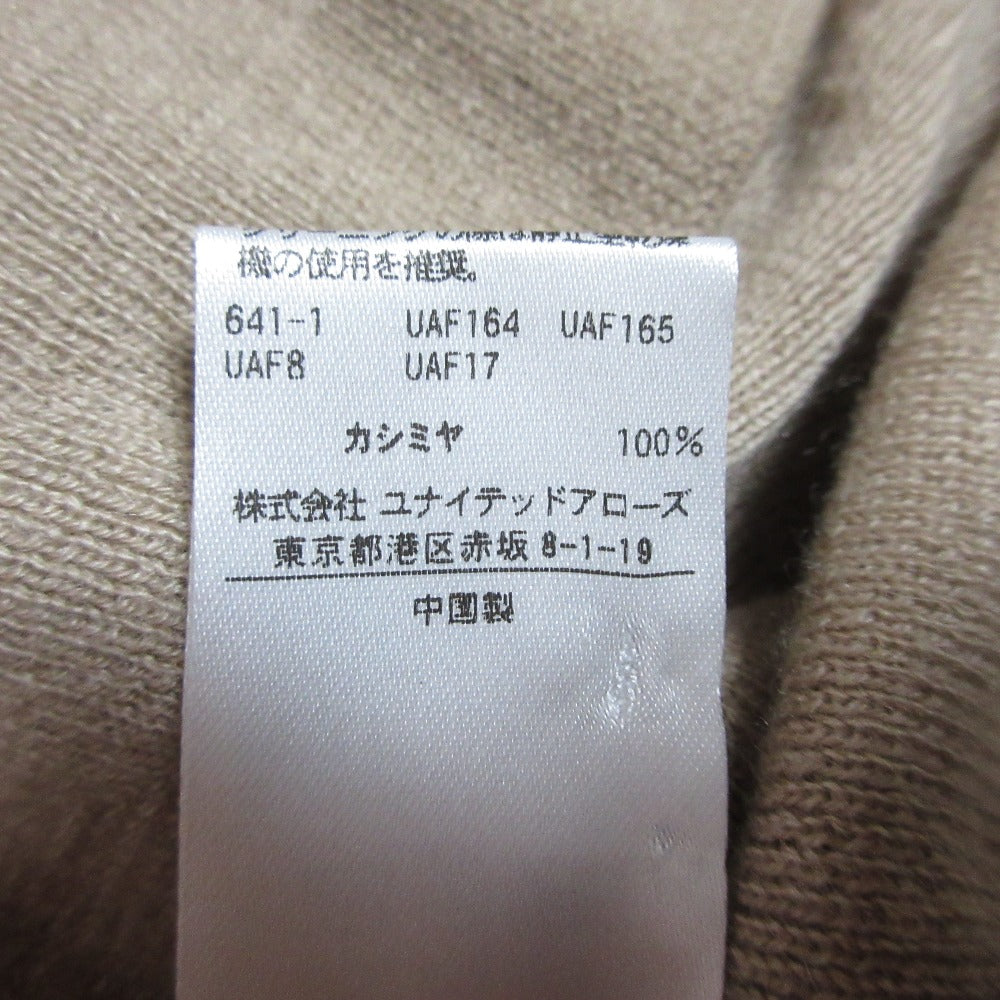 機の使用を推奨。
641-1 UAF164 UAF165
UAF8 UAF17
カシミヤ 100%
株式会社 ユナイテッドアローズ
東京都港区赤坂 8-1-19
中国製